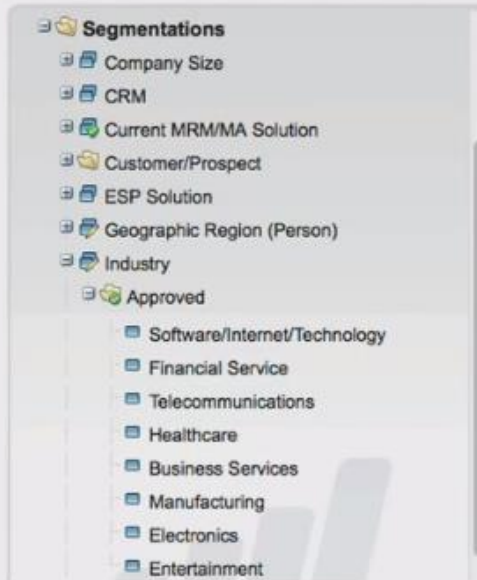 Segmentations
Company Size
CRM
Current MRM/MA Solution
Customer/Prospect
ESP Solution
Geographic Region (Person)
Industry
Approved
Software/Internet/Technology
Financial Service
Telecommunications
Healthcare
Business Services
Manufacturing
Electronics
Entertainment